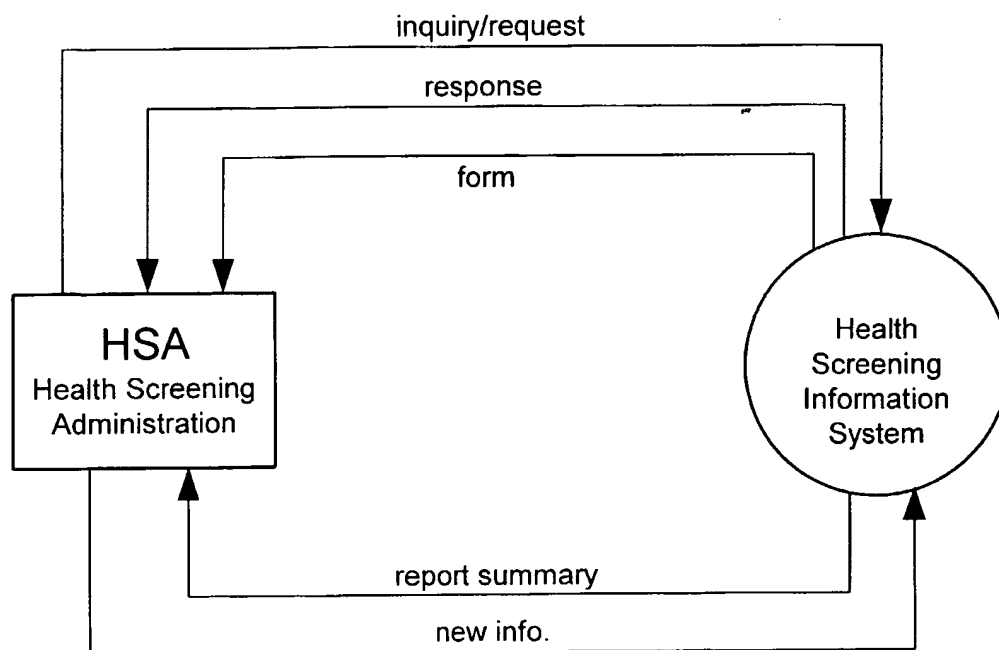 inquiry/request
response
form
HSA
Health Screening
Administration
Health
Screening
Information
System
report summary
new info.